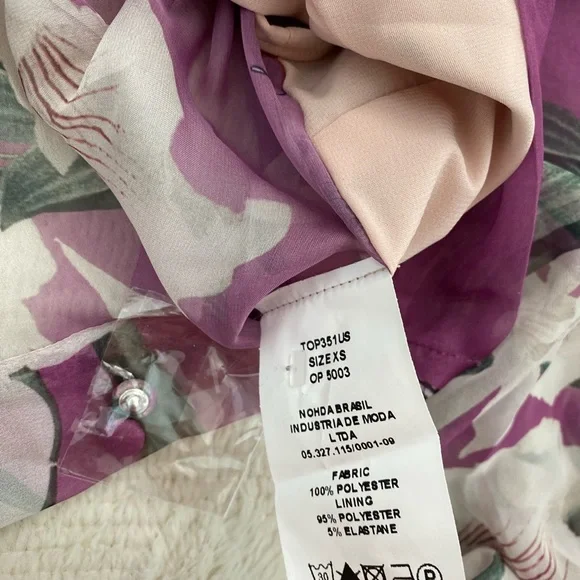 TOP351US
SIZE XS
OP 5003
NOHDA BRASIL
INDUSTRIA DE MODA
LTDA
05.327.115/0001-09
FABRIC
100% POLYESTER
LINING
95% POLYESTER
5% ELASTANE
30 P